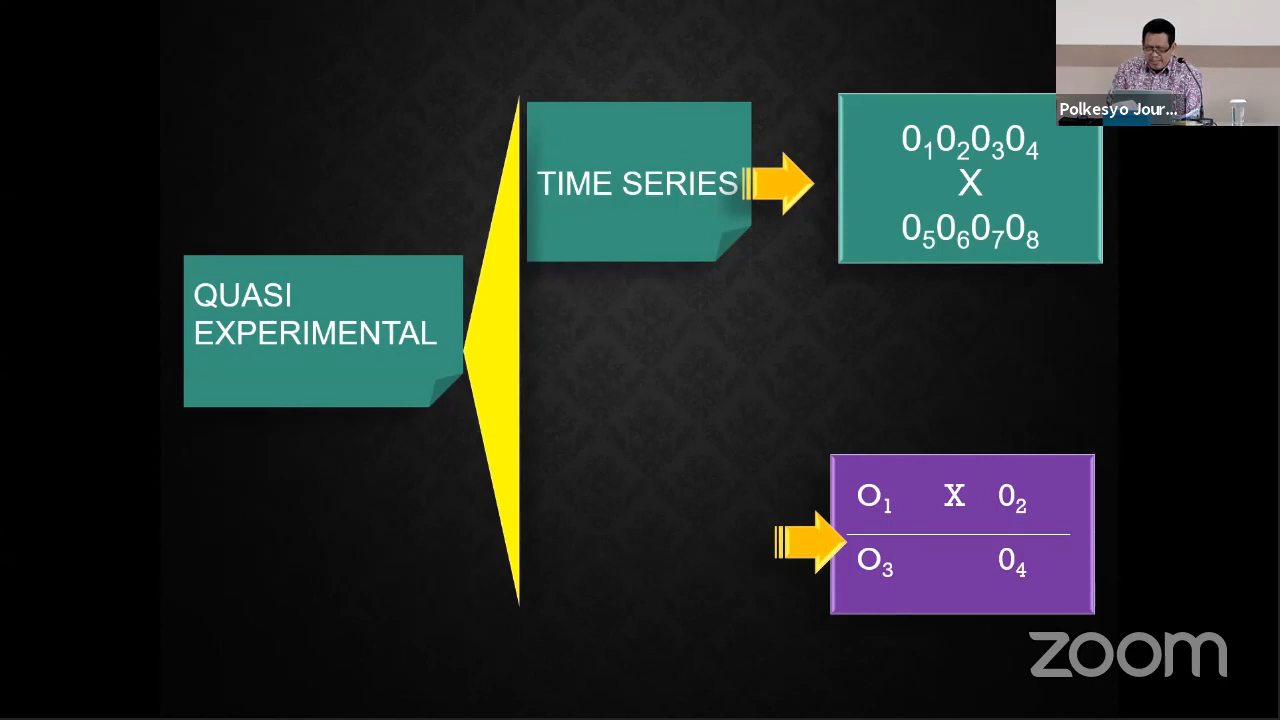 Polkesyo Jour...
QUASI
EXPERIMENTAL
TIME SERIES
0₁0₂0₃0₄
X
0₅0₆0₇0₈
O₁ X 0₂
O₃ 0₄
zoom